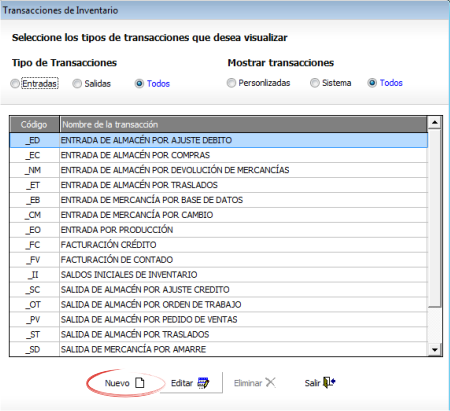 Transacciones de Inventario
Seleccione los tipos de transacciones que desea visualizar
Tipo de Transacciones Mostrar transacciones
Entradas Salidas Todos Personlizadas Sistema Todos
Código Nombre de la transacción
_ED ENTRADA DE ALMACÉN POR AJUSTE DEBITO
_EC ENTRADA DE ALMACÉN POR COMPRAS
_NM ENTRADA DE ALMACÉN POR DEVOLUCIÓN DE MERCANCÍAS
_ET ENTRADA DE ALMACÉN POR TRASLADOS
_EB ENTRADA DE MERCANCÍA POR BASE DE DATOS
_CM ENTRADA DE MERCANCÍA POR CAMBIO
_EO ENTRADA POR PRODUCCIÓN
_FC FACTURACIÓN CRÉDITO
_FV FACTURACIÓN DE CONTADO
_II SALDOS INICIALES DE INVENTARIO
_SC SALIDA DE ALMACÉN POR AJUSTE CREDITO
_OT SALIDA DE ALMACÉN POR ORDEN DE TRABAJO
_PV SALIDA DE ALMACÉN POR PEDIDO DE VENTAS
_ST SALIDA DE ALMACÉN POR TRASLADOS
_SD SALIDA DE MERCANCÍA POR AMARRE
Nuevo Editar Eliminar Salir